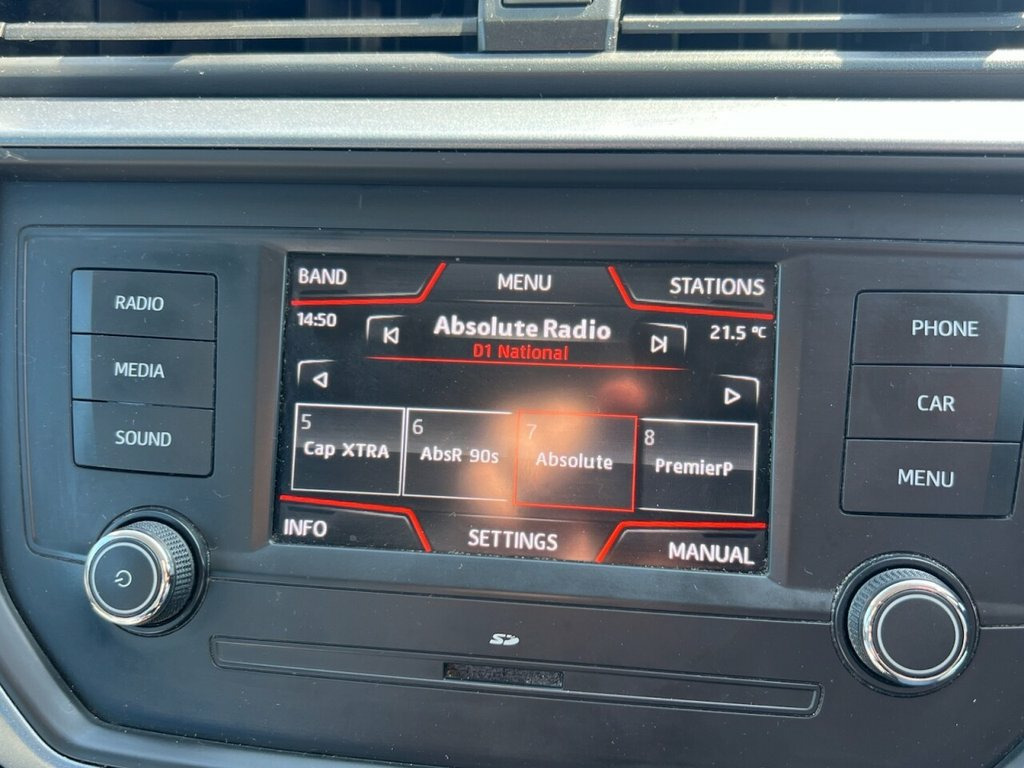 BAND
MENU
STATIONS
14:50
Absolute Radio
21.5 °C
D1 National
5
Cap XTRA
6
AbsR 90s
7
Absolute
8
PremierP
INFO
SETTINGS
MANUAL
RADIO
MEDIA
SOUND
PHONE
CAR
MENU
SD